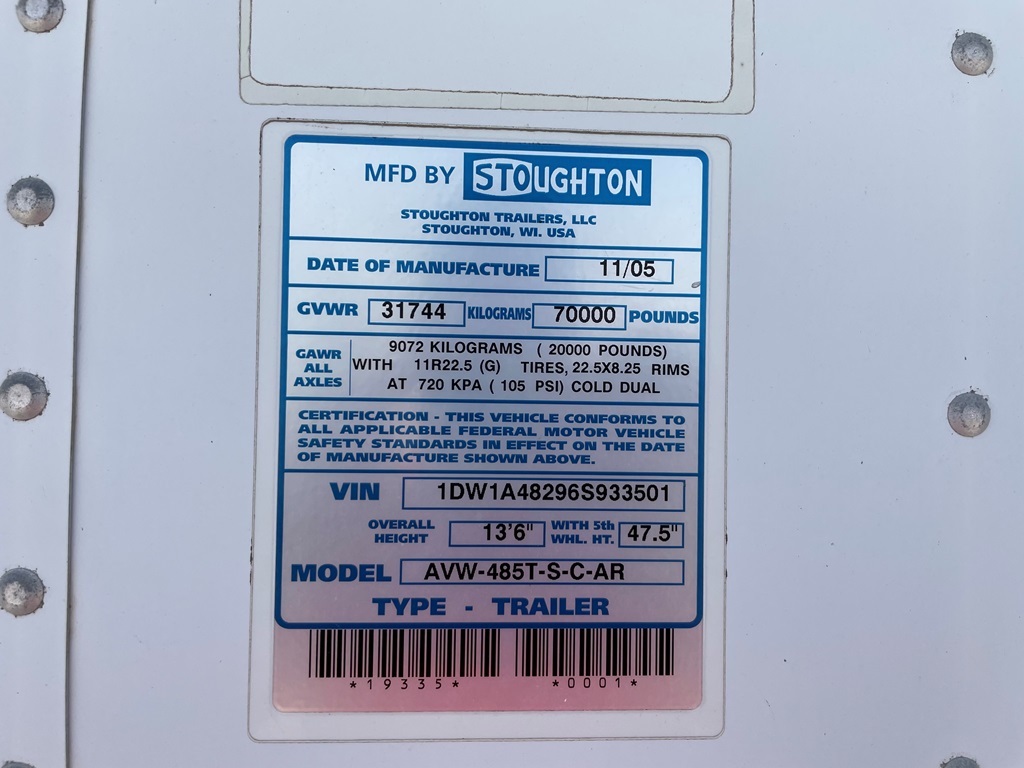 MFD BY STOUGHTON
STOUGHTON TRAILERS, LLC
STOUGHTON, WI. USA
DATE OF MANUFACTURE 11/05
GVWR 31744 KILOGRAMS 70000 POUNDS
GAWR ALL AXLES
9072 KILOGRAMS ( 20000 POUNDS)
WITH 11R22.5 (G) TIRES, 22.5X8.25 RIMS
AT 720 KPA ( 105 PSI) COLD DUAL
CERTIFICATION - THIS VEHICLE CONFORMS TO
ALL APPLICABLE FEDERAL MOTOR VEHICLE
SAFETY STANDARDS IN EFFECT ON THE DATE
OF MANUFACTURE SHOWN ABOVE.
VIN 1DW1A48296S933501
OVERALL HEIGHT 13'6" WITH 5th WHL. HT. 47.5"
MODEL AVW-485T-S-C-AR
TYPE - TRAILER
*19335* *0001*